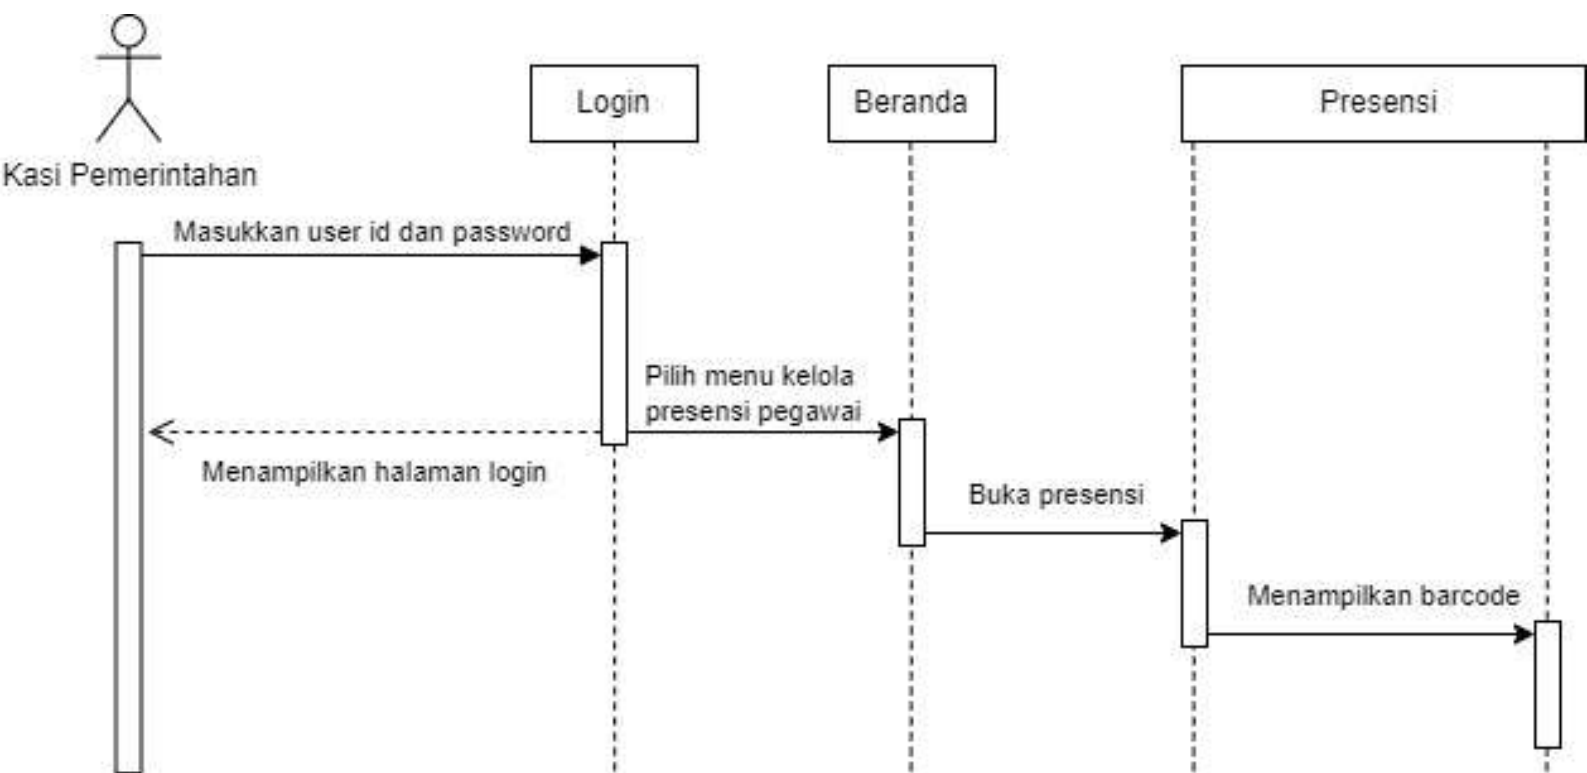 Login
Beranda
Presensi
Kasi Pemerintahan
Masukkan user id dan password
Pilih menu kelola
presensi pegawai
Menampilkan halaman login
Buka presensi
Menampilkan barcode